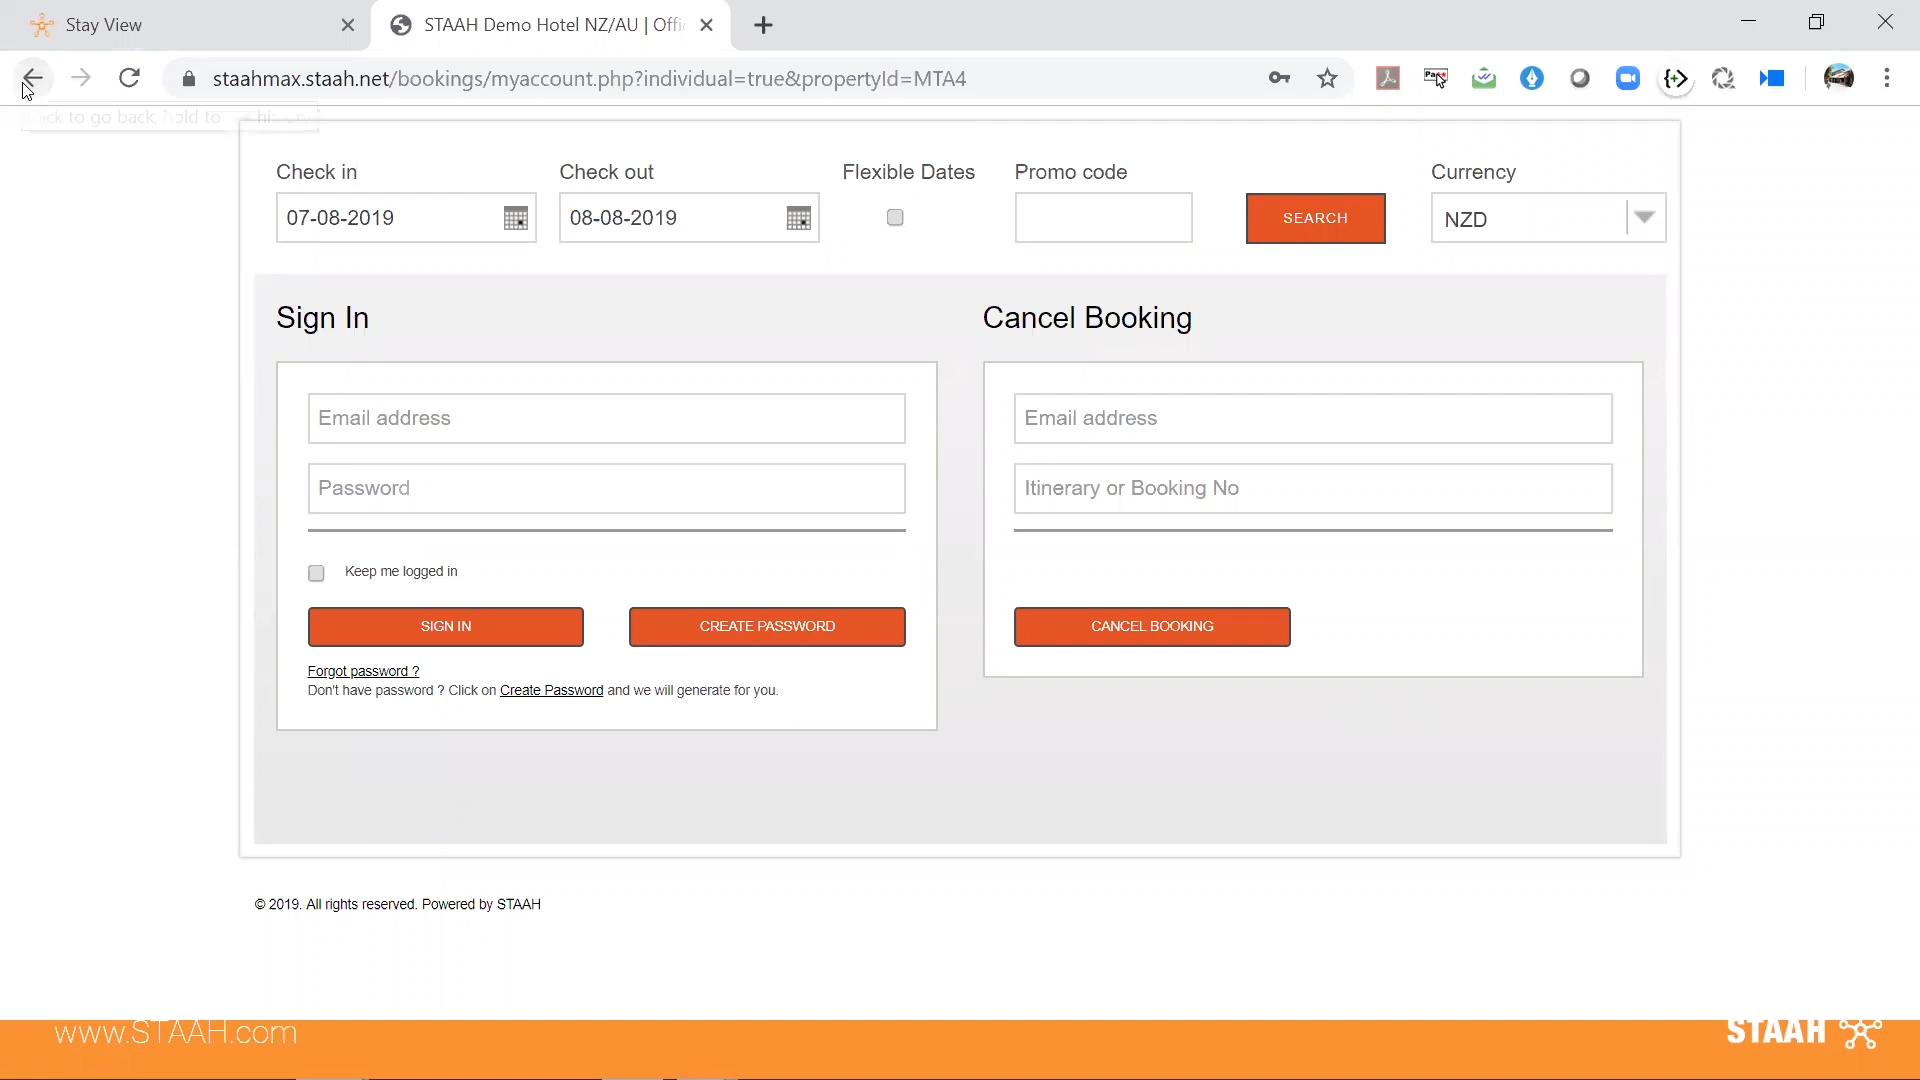 Stay View
STAAH Demo Hotel NZ/AU | Offi
staahmax.staah.net/bookings/myaccount.php?individual=true&propertyId=MTA4
Check in
Check out
Flexible Dates
Promo code
Currency
07-08-2019
08-08-2019
SEARCH
NZD
Sign In
Cancel Booking
Email address
Email address
Password
Itinerary or Booking No
Keep me logged in
SIGN IN
CREATE PASSWORD
CANCEL BOOKING
Forgot password ?
Don't have password ? Click on Create Password and we will generate for you.
© 2019. All rights reserved. Powered by STAAH
www.STAAH.com
STAAH